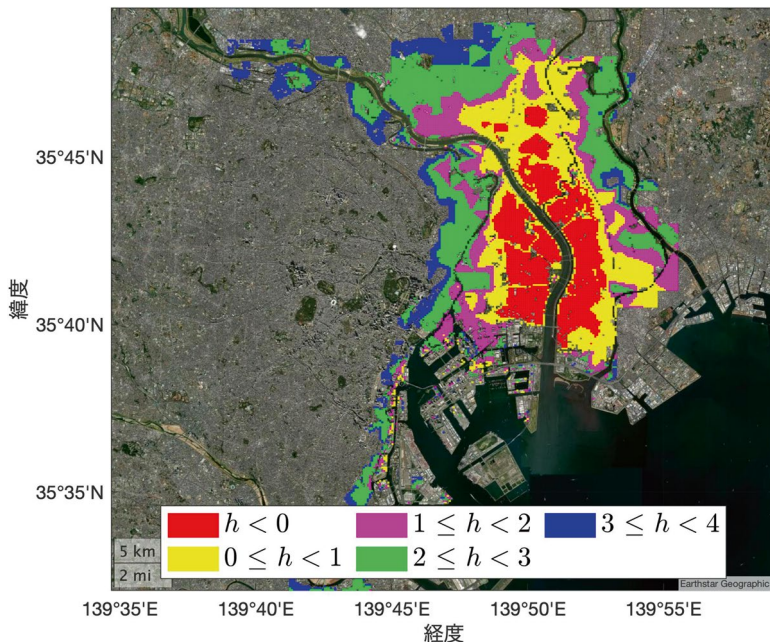 35°45'N
35°40'N
35°35'N
緯度
h < 0
1 ≤ h < 2
3 ≤ h < 4
0 ≤ h < 1
2 ≤ h < 3
5 km
2 mi
Earthstar Geographics
139°35'E 139°40'E 139°45'E 139°50'E 139°55'E
経度